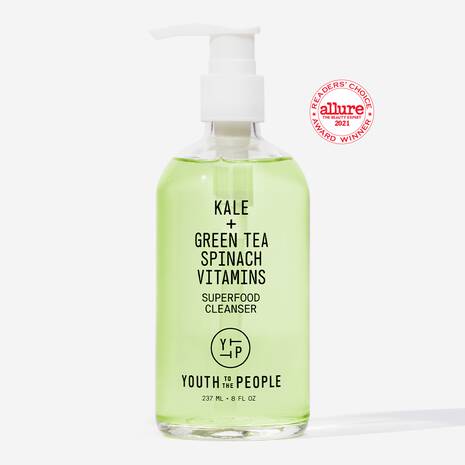 KALE
+
GREEN TEA
SPINACH
VITAMINS
SUPERFOOD
CLEANSER
YTTP
YOUTH TO THE PEOPLE
237 ML • 8 FL OZ
READERS' CHOICE
allure
THE BEAUTY EXPERT
2021
AWARD WINNER